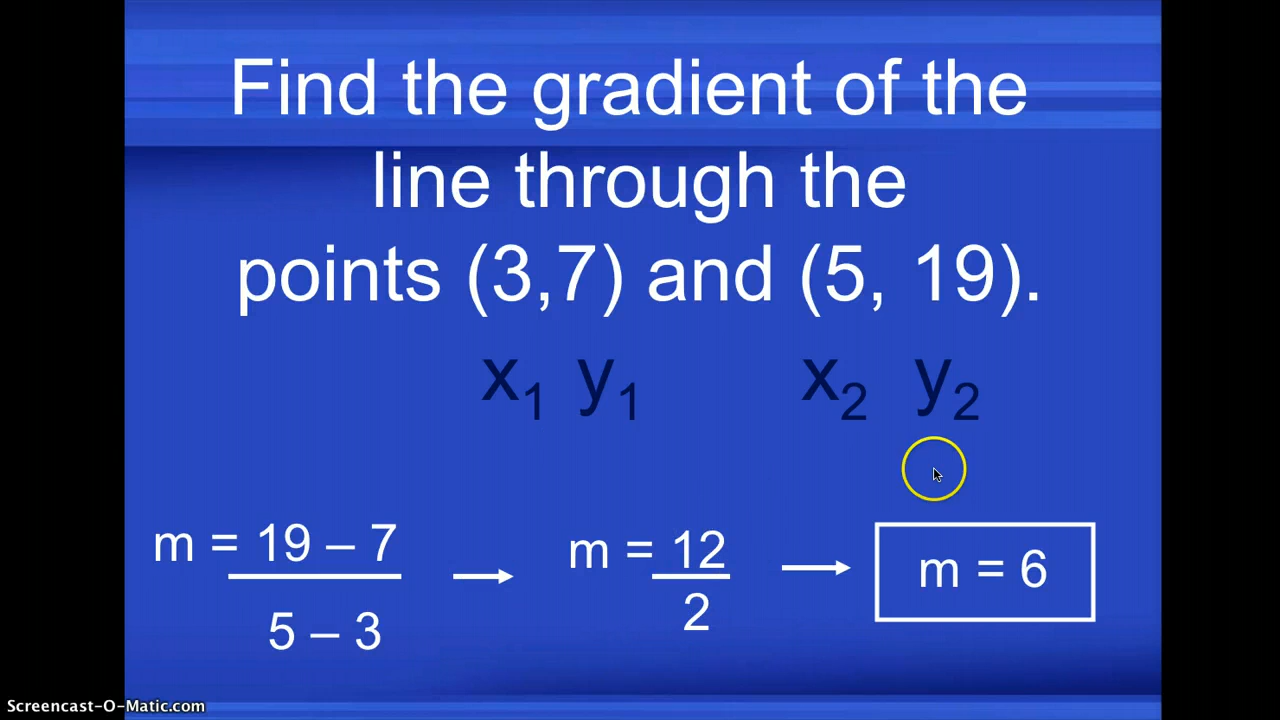 Find the gradient of the
line through the
points (3,7) and (5, 19).
x₁ y₁ x₂ y₂
m = 19 – 7
5 – 3
m = 12
2
m = 6
Screencast-O-Matic.com